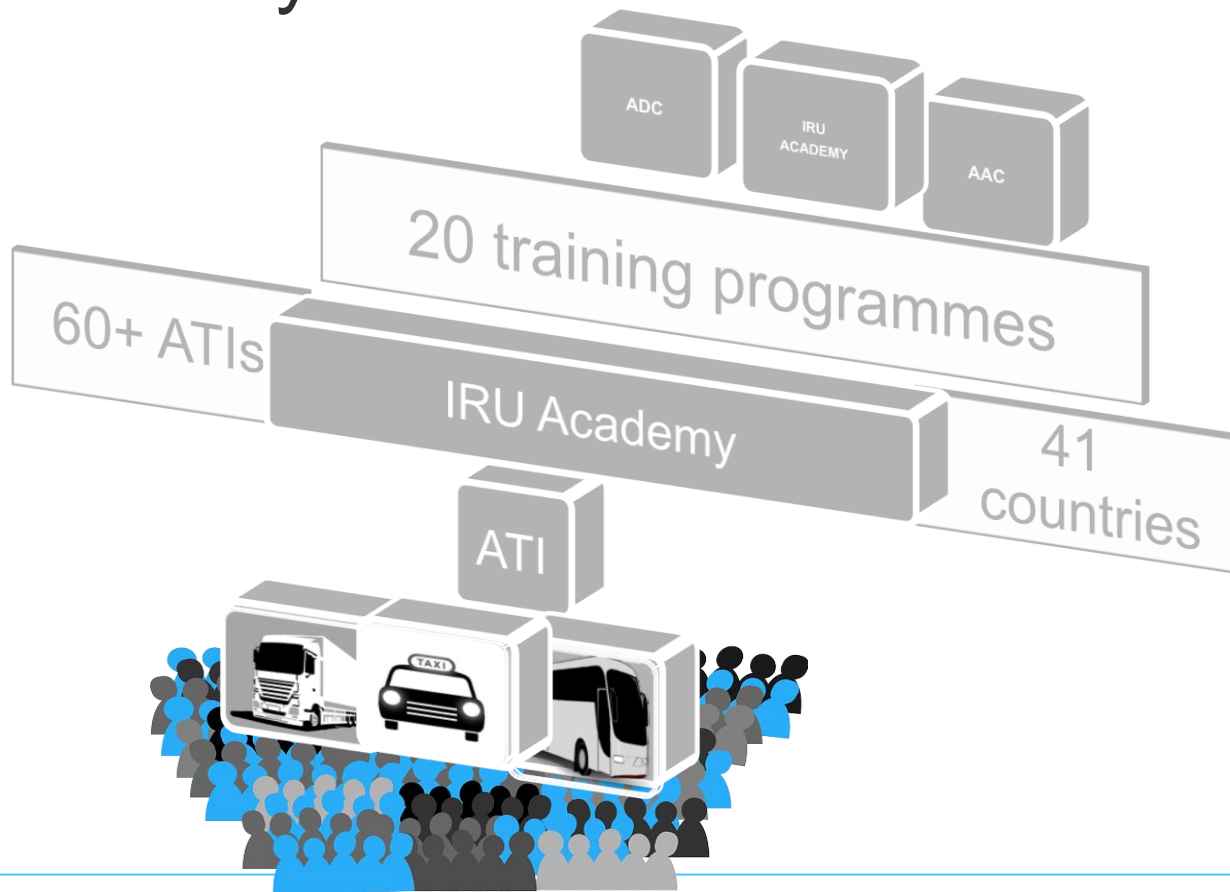 ADC
IRU
ACADEMY
AAC
20 training programmes
60+ ATIs
IRU Academy
41
countries
ATI
TAXI